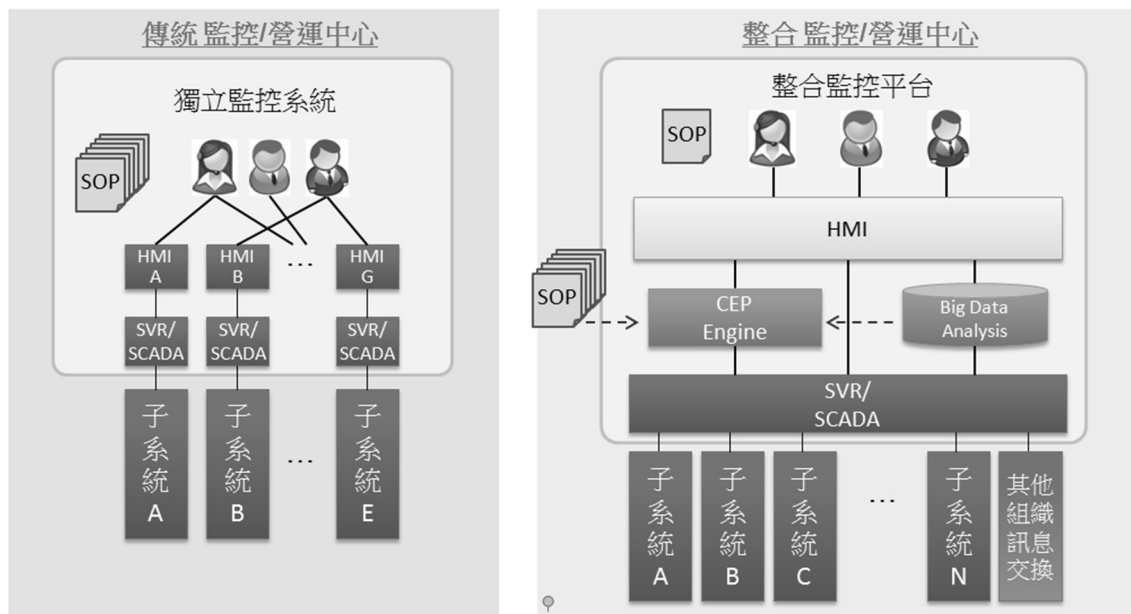 傳統 監控/營運中心
獨立監控系統
SOP
HMI
A
HMI
B
...
HMI
G
SVR/
SCADA
SVR/
SCADA
SVR/
SCADA
子
系
統
A
子
系
統
B
...
子
系
統
E
整合 監控/營運中心
整合監控平台
SOP
HMI
SOP
CEP
Engine
Big Data
Analysis
SVR/
SCADA
子
系
統
A
子
系
統
B
子
系
統
C
...
子
系
統
N
其他
組織
訊息
交換